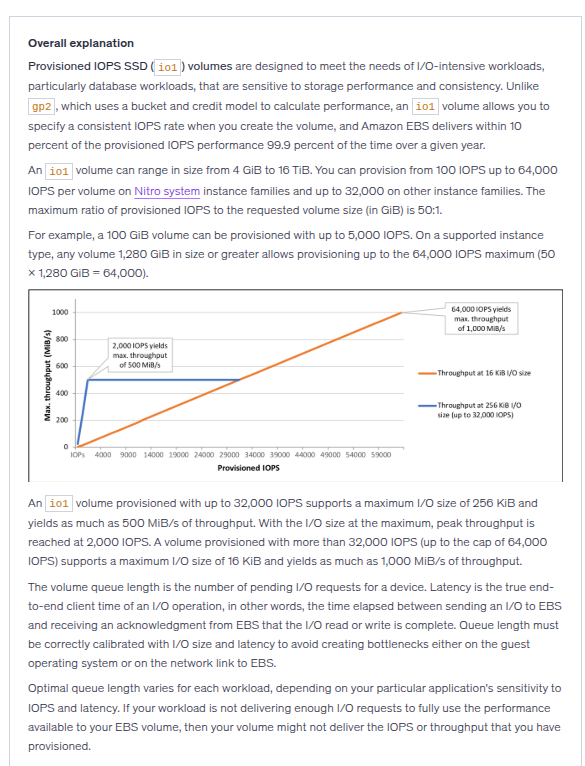 Overall explanation
Provisioned IOPS SSD ( io1 ) volumes are designed to meet the needs of I/O-intensive workloads,
particularly database workloads, that are sensitive to storage performance and consistency. Unlike
gp2 , which uses a bucket and credit model to calculate performance, an io1 volume allows you to
specify a consistent IOPS rate when you create the volume, and Amazon EBS delivers within 10
percent of the provisioned IOPS performance 99.9 percent of the time over a given year.
An io1 volume can range in size from 4 GiB to 16 TiB. You can provision from 100 IOPS up to 64,000
IOPS per volume on Nitro system instance families and up to 32,000 on other instance families. The
maximum ratio of provisioned IOPS to the requested volume size (in GiB) is 50:1.
For example, a 100 GiB volume can be provisioned with up to 5,000 IOPS. On a supported instance
type, any volume 1,280 GiB in size or greater allows provisioning up to the 64,000 IOPS maximum (50
× 1,280 GiB = 64,000).
Max. throughput (MiB/s)
1000
800
600
400
200
0
2,000 IOPS yields
max. throughput
of 500 MiB/s
64,000 IOPS yields
max. throughput
of 1,000 MiB/s
Throughput at 16 KiB I/O size
Throughput at 256 KiB I/O
size (up to 32,000 IOPS)
IOPs 4000 9000 14000 19000 24000 29000 34000 39000 44000 49000 54000 59000
Provisioned IOPS
An io1 volume provisioned with up to 32,000 IOPS supports a maximum I/O size of 256 KiB and
yields as much as 500 MiB/s of throughput. With the I/O size at the maximum, peak throughput is
reached at 2,000 IOPS. A volume provisioned with more than 32,000 IOPS (up to the cap of 64,000
IOPS) supports a maximum I/O size of 16 KiB and yields as much as 1,000 MiB/s of throughput.
The volume queue length is the number of pending I/O requests for a device. Latency is the true end-
to-end client time of an I/O operation, in other words, the time elapsed between sending an I/O to EBS
and receiving an acknowledgment from EBS that the I/O read or write is complete. Queue length must
be correctly calibrated with I/O size and latency to avoid creating bottlenecks either on the guest
operating system or on the network link to EBS.
Optimal queue length varies for each workload, depending on your particular application's sensitivity to
IOPS and latency. If your workload is not delivering enough I/O requests to fully use the performance
available to your EBS volume, then your volume might not deliver the IOPS or throughput that you have
provisioned.